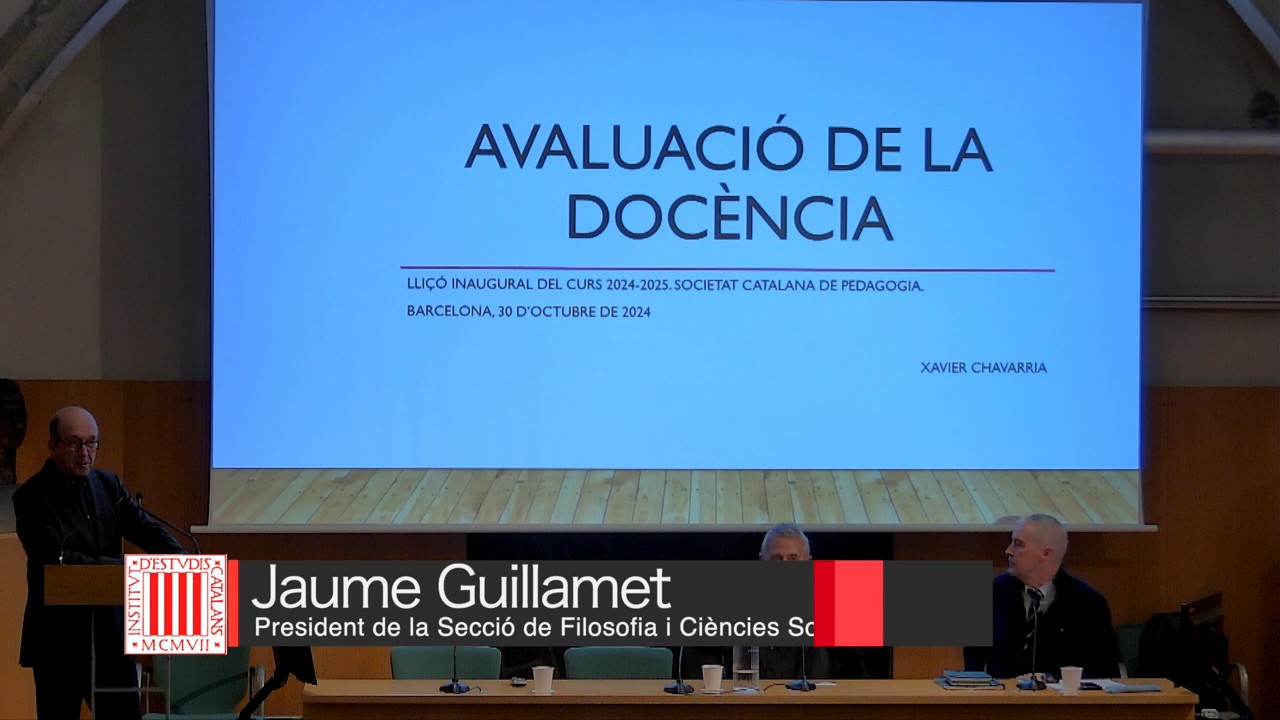 AVALUACIÓ DE LA
DOCÈNCIA
LLIÇÓ INAUGURAL DEL CURS 2024-2025. SOCIETAT CATALANA DE PEDAGOGIA.
BARCELONA, 30 D'OCTUBRE DE 2024
XAVIER CHAVARRIA
INSTITVT D'ESTVDIS CATALANS
MCMVII
Jaume Guillamet
President de la Secció de Filosofia i Ciències